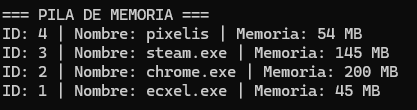 === PILA DE MEMORIA ===
ID: 4 | Nombre: pixelis | Memoria: 54 MB
ID: 3 | Nombre: steam.exe | Memoria: 145 MB
ID: 2 | Nombre: chrome.exe | Memoria: 200 MB
ID: 1 | Nombre: ecxel.exe | Memoria: 45 MB